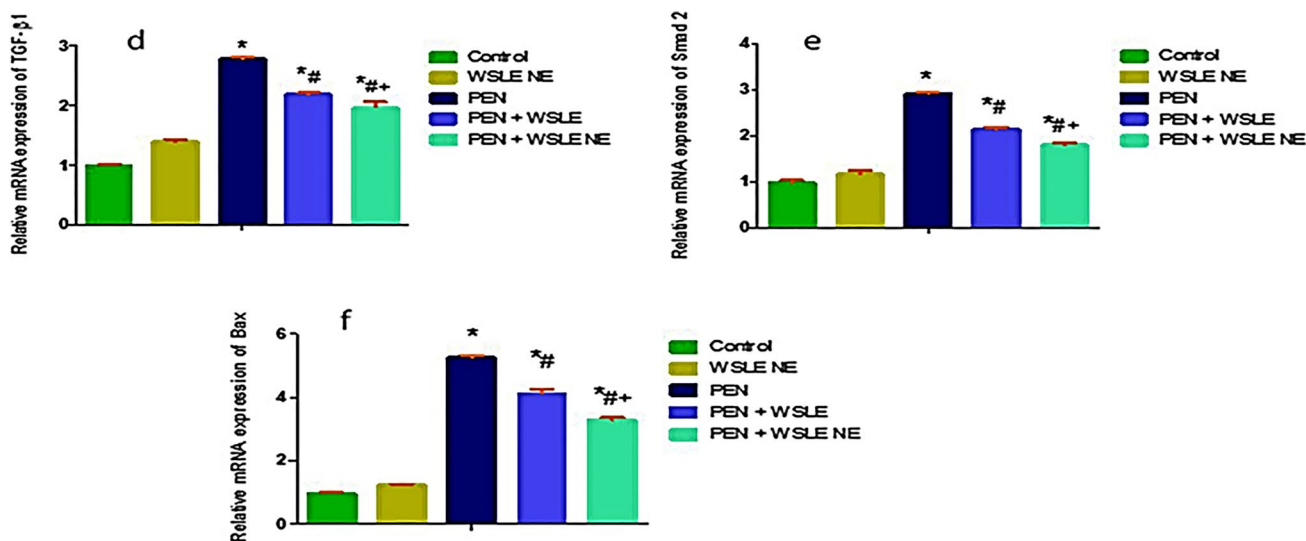 Relative mRNA expression of TGF-β1
d
3
2
1
0
*
*#
*#+
Control
WSLE NE
PEN
PEN + WSLE
PEN + WSLE NE
Relative mRNA expression of Smad 2
e
4
3
2
1
0
*
*#
*#+
Control
WSLE NE
PEN
PEN + WSLE
PEN + WSLE NE
Relative mRNA expression of Bax
f
6
4
2
0
*
*#
*#+
Control
WSLE NE
PEN
PEN + WSLE
PEN + WSLE NE